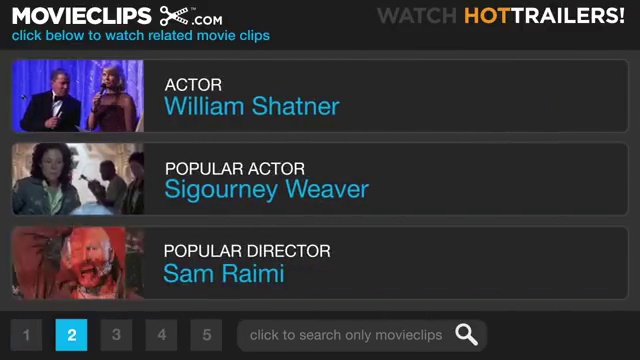 MOVIECLIPS™.COM
WATCH HOTTRAILERS!
click below to watch related movie clips
ACTOR
William Shatner
POPULAR ACTOR
Sigourney Weaver
POPULAR DIRECTOR
Sam Raimi
1 2 3 4 5 click to search only movieclips